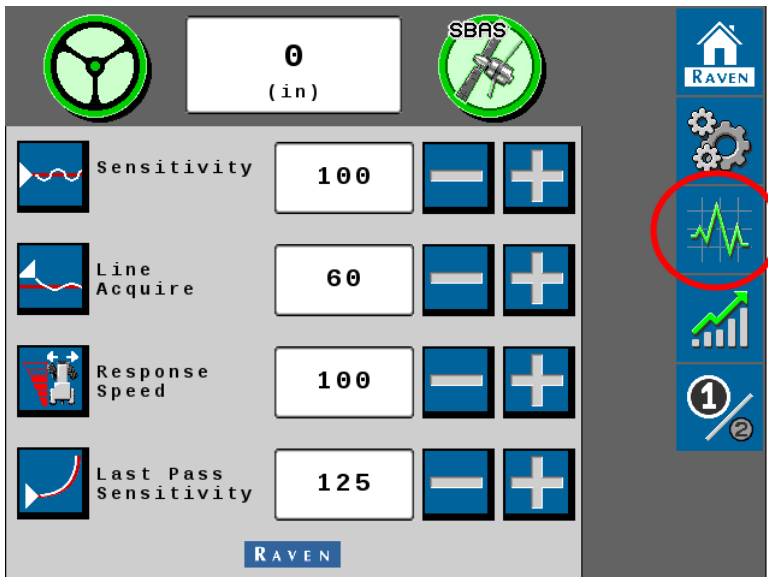 SBAS
0
(in)
RAVEN
Sensitivity
100
Line
Acquire
60
Response
Speed
100
1
2
Last Pass
Sensitivity
125
RAVEN